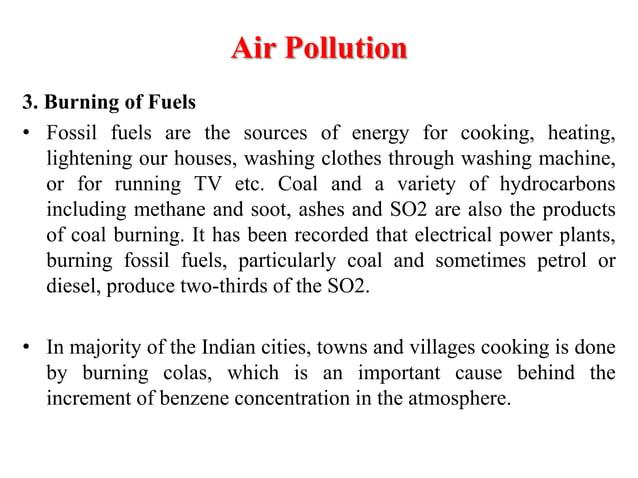 Air Pollution
3. Burning of Fuels
• Fossil fuels are the sources of energy for cooking, heating,
lightening our houses, washing clothes through washing machine,
or for running TV etc. Coal and a variety of hydrocarbons
including methane and soot, ashes and SO2 are also the products
of coal burning. It has been recorded that electrical power plants,
burning fossil fuels, particularly coal and sometimes petrol or
diesel, produce two-thirds of the SO2.
• In majority of the Indian cities, towns and villages cooking is done
by burning colas, which is an important cause behind the
increment of benzene concentration in the atmosphere.